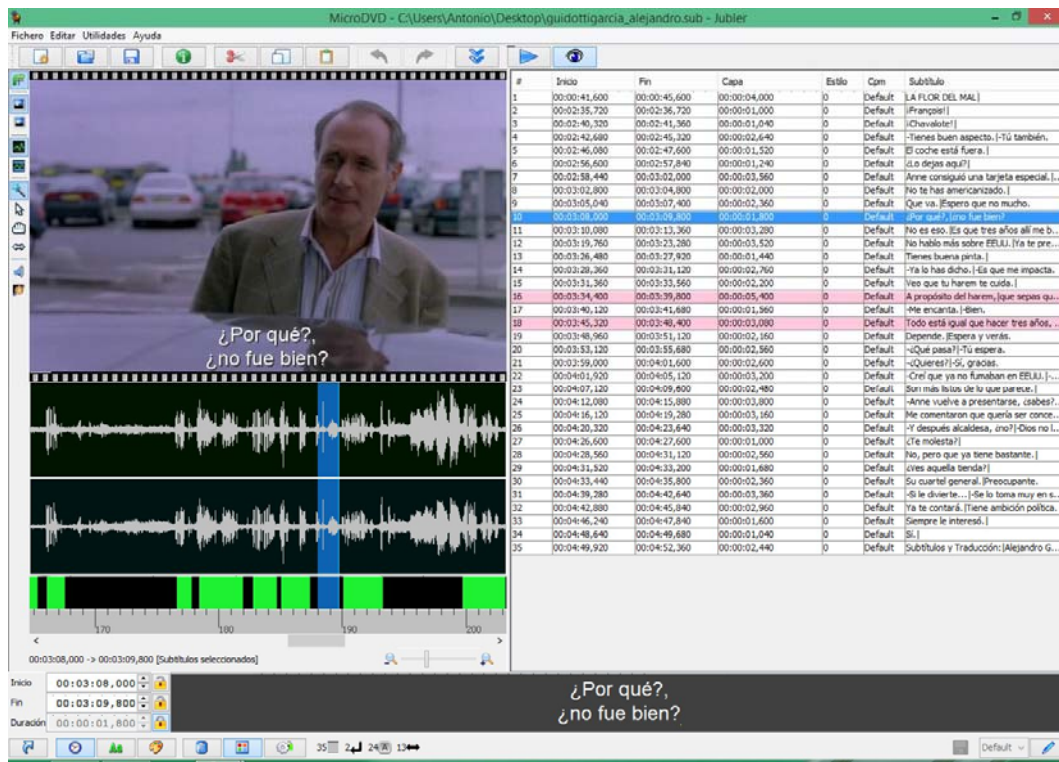 MicroDVD - C:\Users\Antonio\Desktop\guidottigarcia_alejandro.sub - Jubler
Fichero Editar Utilidades Ayuda
¿Por qué?,
¿no fue bien?
170 180 190 200
00:03:08,000 -> 00:03:09,800 [Subtítulos seleccionados]
# Inicio Fin Capa Estilo Cpm Subtítulo
1 00:00:41,600 00:00:45,600 00:00:04,000 0 Default LA FLOR DEL MAL|
2 00:02:35,720 00:02:36,720 00:00:01,000 0 Default ¡François!|
3 00:02:40,320 00:02:41,360 00:00:01,040 0 Default ¡Chavalote!|
4 00:02:42,680 00:02:45,320 00:00:02,640 0 Default -Tienes buen aspecto.|-Tú también.
5 00:02:46,080 00:02:47,600 00:00:01,520 0 Default El coche está fuera.|
6 00:02:56,600 00:02:57,840 00:00:01,240 0 Default ¿Lo dejas aquí?|
7 00:02:58,440 00:03:02,000 00:00:03,560 0 Default Anne consiguió una tarjeta especial.|...
8 00:03:02,800 00:03:04,800 00:00:02,000 0 Default No te has americanizado.|
9 00:03:05,040 00:03:07,400 00:00:02,360 0 Default Que va.|Espero que no mucho.
10 00:03:08,000 00:03:09,800 00:00:01,800 0 Default ¿Por qué?,|¿no fue bien?
11 00:03:10,080 00:03:13,360 00:00:03,280 0 Default No es eso.|Es que tres años allí me b...
12 00:03:19,760 00:03:23,280 00:00:03,520 0 Default No hablo más sobre EEUU.|Ya te pre...
13 00:03:26,480 00:03:27,920 00:00:01,440 0 Default Tienes buena pinta.|
14 00:03:28,360 00:03:31,120 00:00:02,760 0 Default -Ya lo has dicho.|-Es que me impacta.
15 00:03:31,360 00:03:33,560 00:00:02,200 0 Default Veo que tu harem te cuida.|
16 00:03:34,400 00:03:39,800 00:00:05,400 0 Default A propósito del harem,|que sepas qu...
17 00:03:40,120 00:03:41,680 00:00:01,560 0 Default -Me encanta.|-Bien.
18 00:03:45,320 00:03:48,400 00:00:03,080 0 Default Todo está igual que hacer tres años, ...
19 00:03:48,960 00:03:51,120 00:00:02,160 0 Default Depende.|Espera y verás.
20 00:03:53,120 00:03:55,680 00:00:02,560 0 Default -¿Qué pasa?|-Tú espera.
21 00:03:59,000 00:04:01,600 00:00:02,600 0 Default -¿Quieres?|-Sí, gracias.
22 00:04:01,920 00:04:05,120 00:00:03,200 0 Default -Creí que ya no fumaban en EEUU.|-...
23 00:04:07,120 00:04:09,600 00:00:02,480 0 Default Son más listos de lo que parece.|
24 00:04:12,080 00:04:15,880 00:00:03,800 0 Default -Anne vuelve a presentarse, ¿sabes?...
25 00:04:16,120 00:04:19,280 00:00:03,160 0 Default Me comentaron que quería ser conce...
26 00:04:20,320 00:04:23,640 00:00:03,320 0 Default -Y después alcaldesa, ¿no?|-Dios no l...
27 00:04:26,600 00:04:27,600 00:00:01,000 0 Default ¿Te molesta?|
28 00:04:28,560 00:04:31,120 00:00:02,560 0 Default No, pero que ya tiene bastante.|
29 00:04:31,520 00:04:33,200 00:00:01,680 0 Default ¿Ves aquella tienda?|
30 00:04:33,440 00:04:35,800 00:00:02,360 0 Default Su cuartel general.|Preocupante.
31 00:04:39,280 00:04:42,640 00:00:03,360 0 Default -Si le divierte...|-Se lo toma muy en s...
32 00:04:42,880 00:04:45,840 00:00:02,960 0 Default Ya te contará.|Tiene ambición política.
33 00:04:46,240 00:04:47,840 00:00:01,600 0 Default Siempre le interesó.|
34 00:04:48,640 00:04:49,680 00:00:01,040 0 Default Sí.|
35 00:04:49,920 00:04:52,360 00:00:02,440 0 Default Subtítulos y Traducción:|Alejandro G...
Inicio 00:03:08,000
Fin 00:03:09,800
Duración 00:00:01,800
¿Por qué?,
¿no fue bien?
35 2 24 A 13
Default